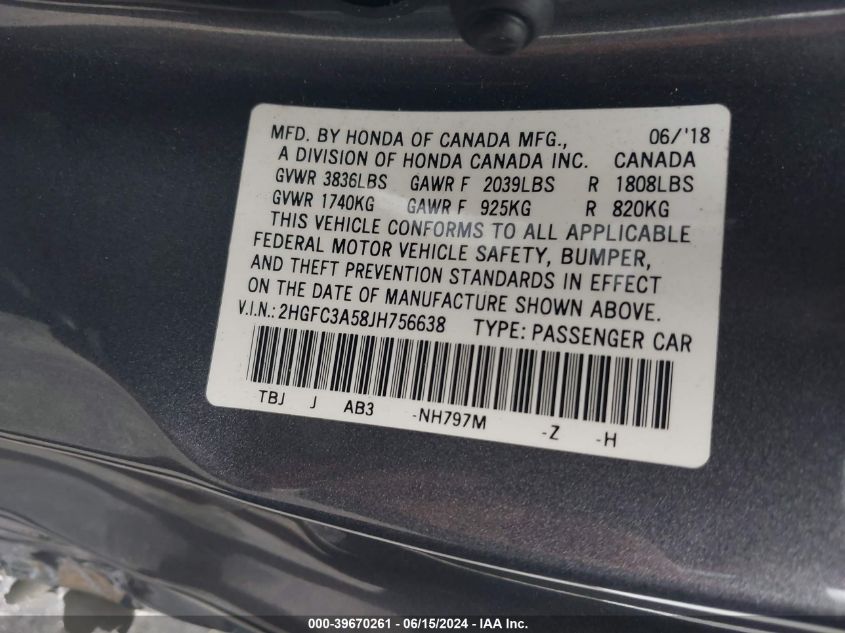 MFD. BY HONDA OF CANADA MFG., 06/'18
A DIVISION OF HONDA CANADA INC. CANADA
GVWR 3836LBS GAWR F 2039LBS R 1808LBS
GVWR 1740KG GAWR F 925KG R 820KG
THIS VEHICLE CONFORMS TO ALL APPLICABLE
FEDERAL MOTOR VEHICLE SAFETY, BUMPER,
AND THEFT PREVENTION STANDARDS IN EFFECT
ON THE DATE OF MANUFACTURE SHOWN ABOVE.
V.I.N.: 2HGFC3A58JH756638 TYPE: PASSENGER CAR
TBJ J AB3 -NH797M -Z -H
000-39670261 - 06/15/2024 - IAA Inc.